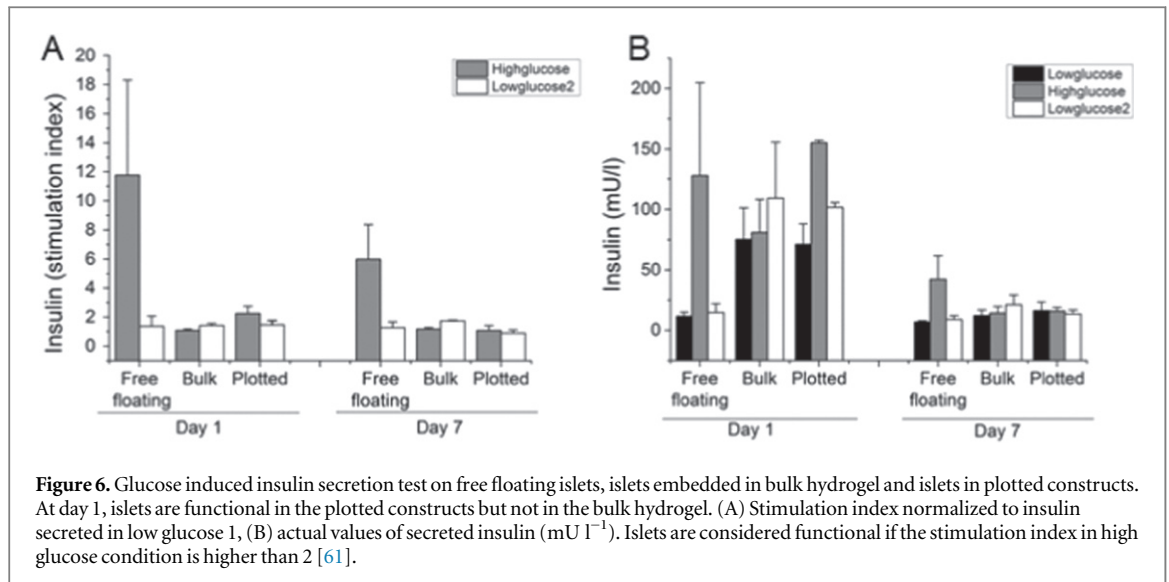 A
Insulin (stimulation index)
20
18
16
14
12
10
8
6
4
2
0
Highglucose
Lowglucose2
Free
floating
Bulk
Plotted
Free
floating
Bulk
Plotted
Day 1
Day 7
B
Insulin (mU/l)
200
150
100
50
0
Lowglucose
Highglucose
Lowglucose2
Free
floating
Bulk
Plotted
Free
floating
Bulk
Plotted
Day 1
Day 7
Figure 6. Glucose induced insulin secretion test on free floating islets, islets embedded in bulk hydrogel and islets in plotted constructs.
At day 1, islets are functional in the plotted constructs but not in the bulk hydrogel. (A) Stimulation index normalized to insulin
secreted in low glucose 1, (B) actual values of secreted insulin (mU l⁻¹). Islets are considered functional if the stimulation index in high
glucose condition is higher than 2 [61].